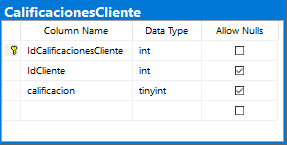 CalificacionesCliente
Column Name Data Type Allow Nulls
IdCalificacionesCliente int
IdCliente int
calificacion tinyint